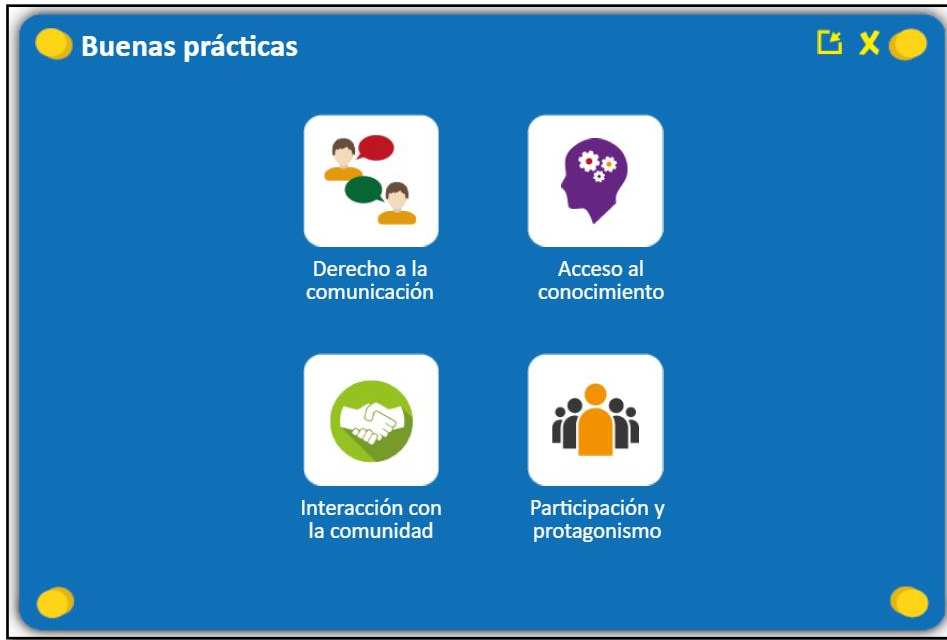 Buenas prácticas
Derecho a la
comunicación
Acceso al
conocimiento
Interacción con
la comunidad
Participación y
protagonismo